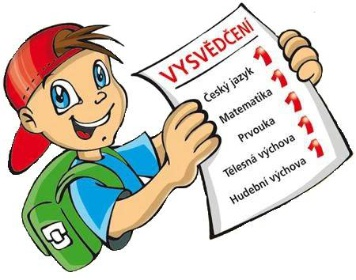 VYSVĚDČENÍ
Český jazyk 1
Matematika 1
Prvouka 1
Tělesná výchova 1
Hudební výchova 1